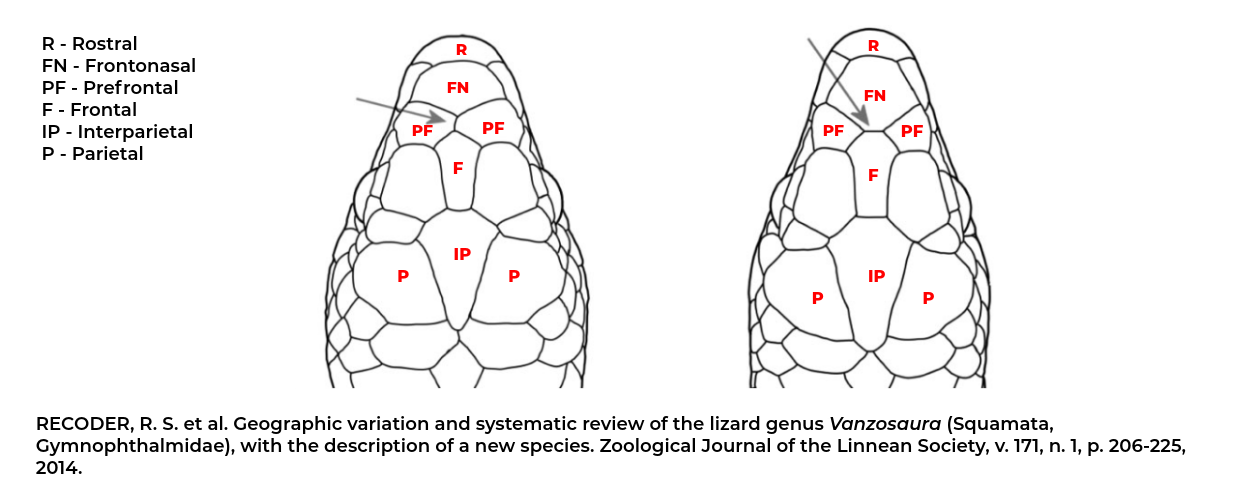 R - Rostral
FN - Frontonasal
PF - Prefrontal
F - Frontal
IP - Interparietal
P - Parietal
R
FN
PF
PF
F
IP
P
P
R
FN
PF
PF
F
IP
P
P
RECODER, R. S. et al. Geographic variation and systematic review of the lizard genus Vanzosaura (Squamata,
Gymnophthalmidae), with the description of a new species. Zoological Journal of the Linnean Society, v. 171, n. 1, p. 206-225,
2014.